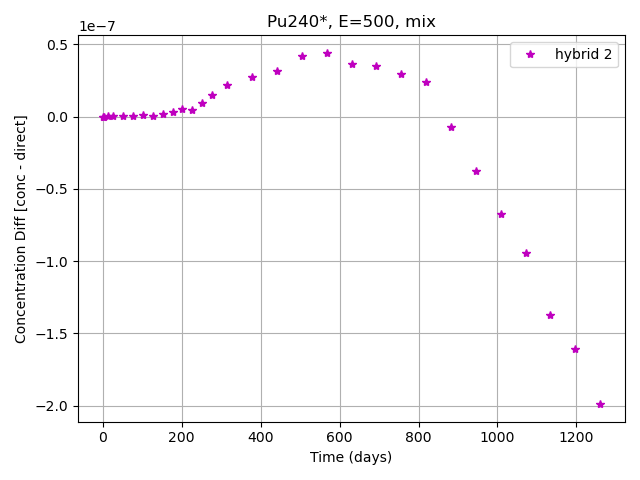 Pu240*, E=500, mix
1e−7
hybrid 2
0.5
0.0
−0.5
−1.0
−1.5
−2.0
Concentration Diff [conc - direct]
0 200 400 600 800 1000 1200
Time (days)